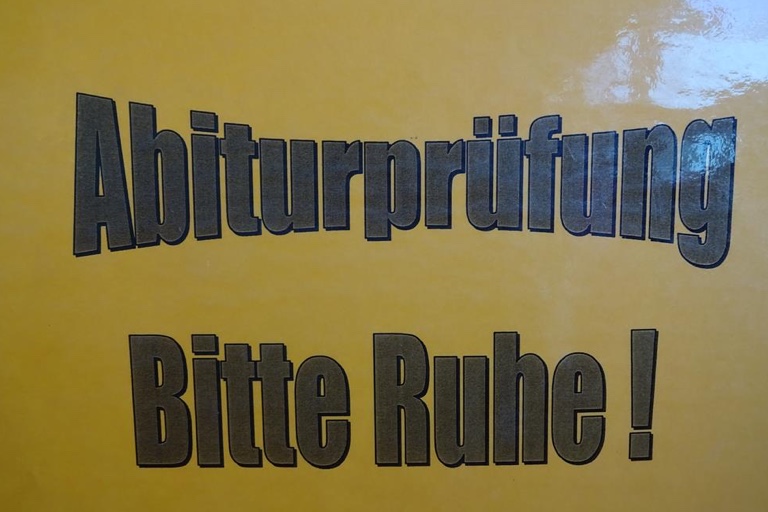 Abiturprüfung
Bitte Ruhe !